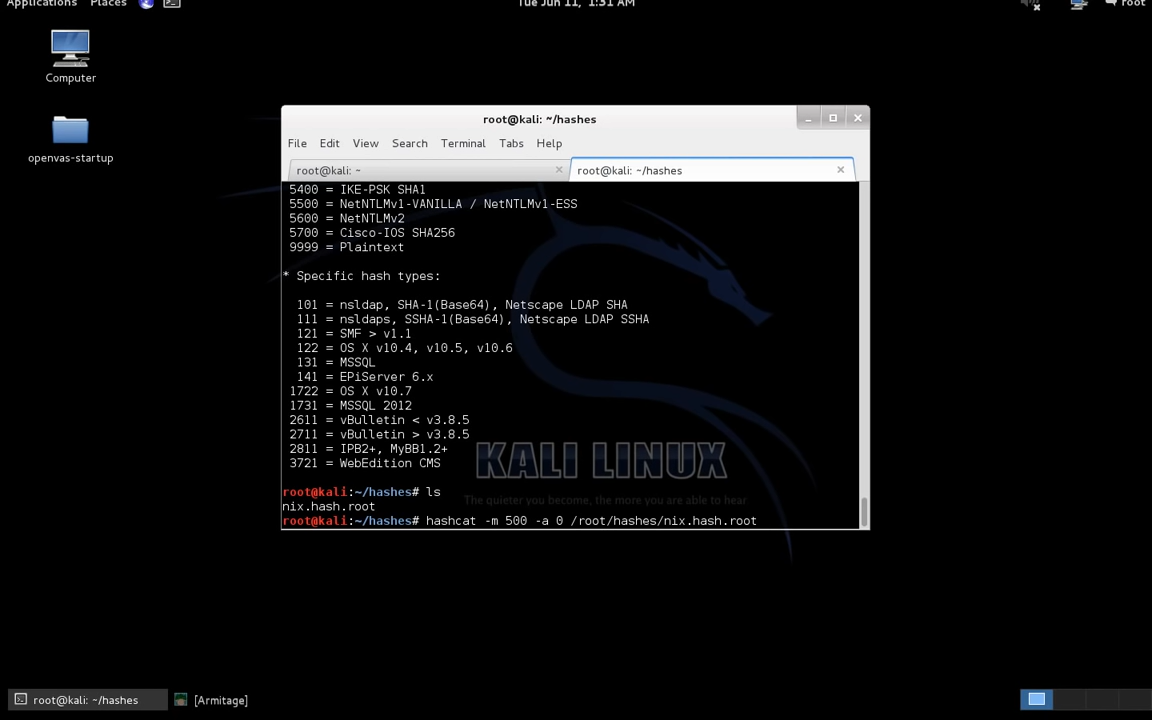 Applications Places
Tue Jun 11, 1:31 AM
root
Computer
openvas-startup
root@kali: ~/hashes
File Edit View Search Terminal Tabs Help
root@kali: ~
root@kali: ~/hashes
5400 = IKE-PSK SHA1
5500 = NetNTLMv1-VANILLA / NetNTLMv1-ESS
5600 = NetNTLMv2
5700 = Cisco-IOS SHA256
9999 = Plaintext
* Specific hash types:
101 = nsldap, SHA-1(Base64), Netscape LDAP SHA
111 = nsldaps, SSHA-1(Base64), Netscape LDAP SSHA
121 = SMF > v1.1
122 = OS X v10.4, v10.5, v10.6
131 = MSSQL
141 = EPiServer 6.x
1722 = OS X v10.7
1731 = MSSQL 2012
2611 = vBulletin < v3.8.5
2711 = vBulletin > v3.8.5
2811 = IPB2+, MyBB1.2+
3721 = WebEdition CMS
KALI LINUX
root@kali:~/hashes# ls
The quieter you become, the more you are able to hear
nix.hash.root
root@kali:~/hashes# hashcat -m 500 -a 0 /root/hashes/nix.hash.root
root@kali: ~/hashes
[Armitage]